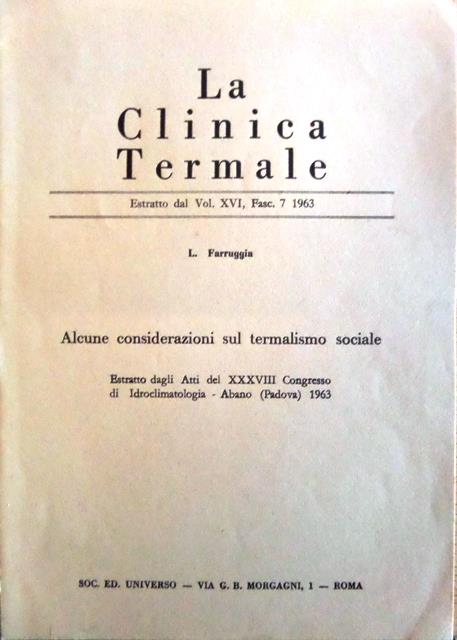 La
Clinica
Termale
Estratto dal Vol. XVI, Fasc. 7 1963
L. Farruggia
Alcune considerazioni sul termalismo sociale
Estratto dagli Atti del XXXVIII Congresso
di Idroclimatologia - Abano (Padova) 1963
SOC. ED. UNIVERSO — VIA G. B. MORGAGNI, 1 — ROMA